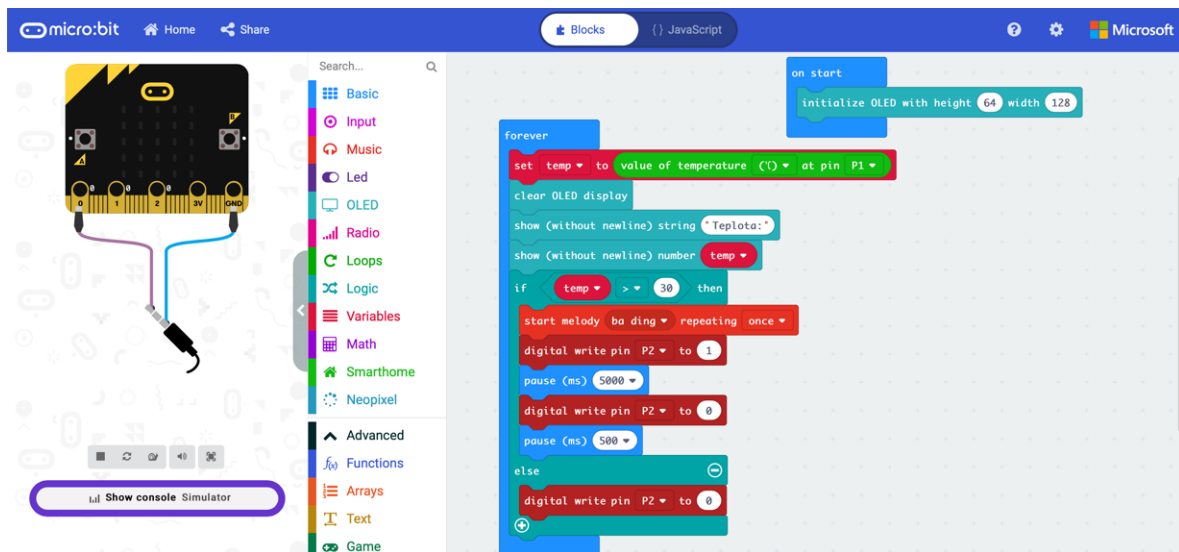 micro:bit Home Share Blocks {} JavaScript Microsoft
Search...
Basic
Input
Music
Led
OLED
Radio
Loops
Logic
Variables
Math
Smarthome
Neopixel
Advanced
Functions
Arrays
Text
Game
A
B
0 1 2 3V GND
0 0
Show console Simulator
on start
initialize OLED with height 64 width 128
forever
set temp to value of temperature (℃) at pin P1
clear OLED display
show (without newline) string "Teplota:"
show (without newline) number temp
if temp > 30 then
start melody ba ding repeating once
digital write pin P2 to 1
pause (ms) 5000
digital write pin P2 to 0
pause (ms) 500
else
digital write pin P2 to 0